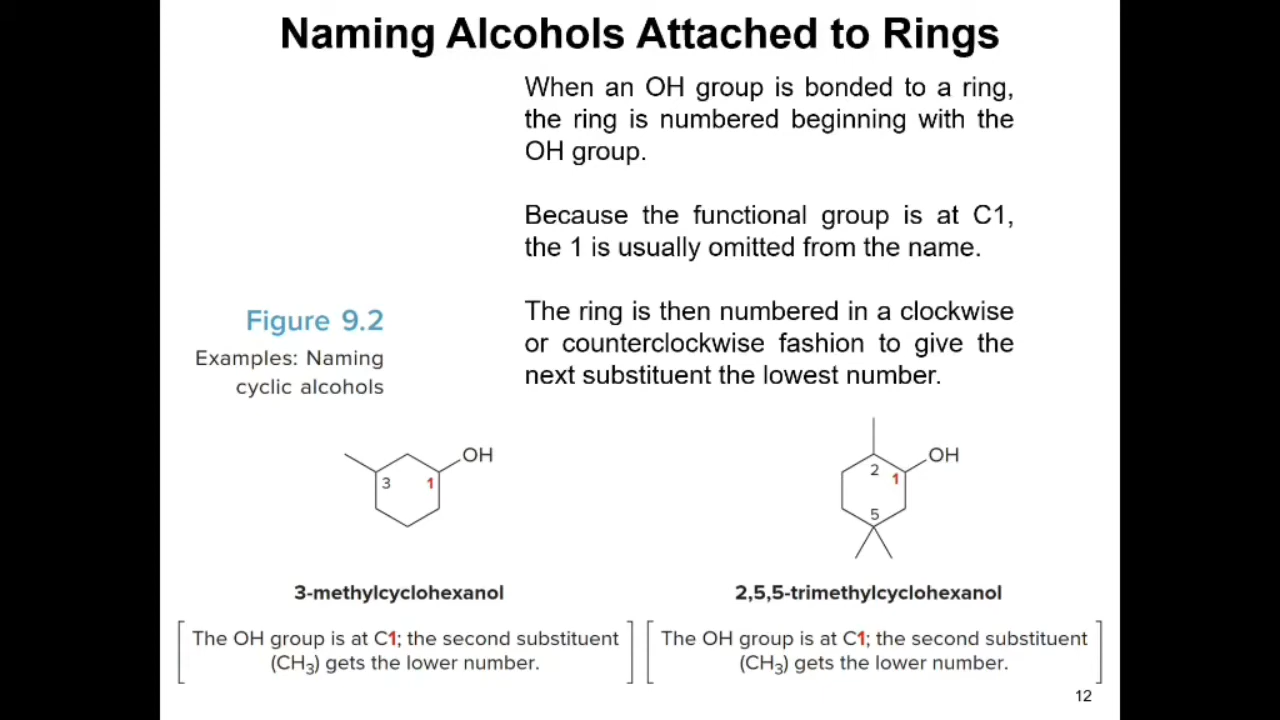 Naming Alcohols Attached to Rings
When an OH group is bonded to a ring,
the ring is numbered beginning with the
OH group.
Because the functional group is at C1,
the 1 is usually omitted from the name.
The ring is then numbered in a clockwise
or counterclockwise fashion to give the
next substituent the lowest number.
Figure 9.2
Examples: Naming
cyclic alcohols
OH
3
1
3-methylcyclohexanol
The OH group is at C1; the second substituent
(CH₃) gets the lower number.
OH
2
1
5
2,5,5-trimethylcyclohexanol
The OH group is at C1; the second substituent
(CH₃) gets the lower number.
12